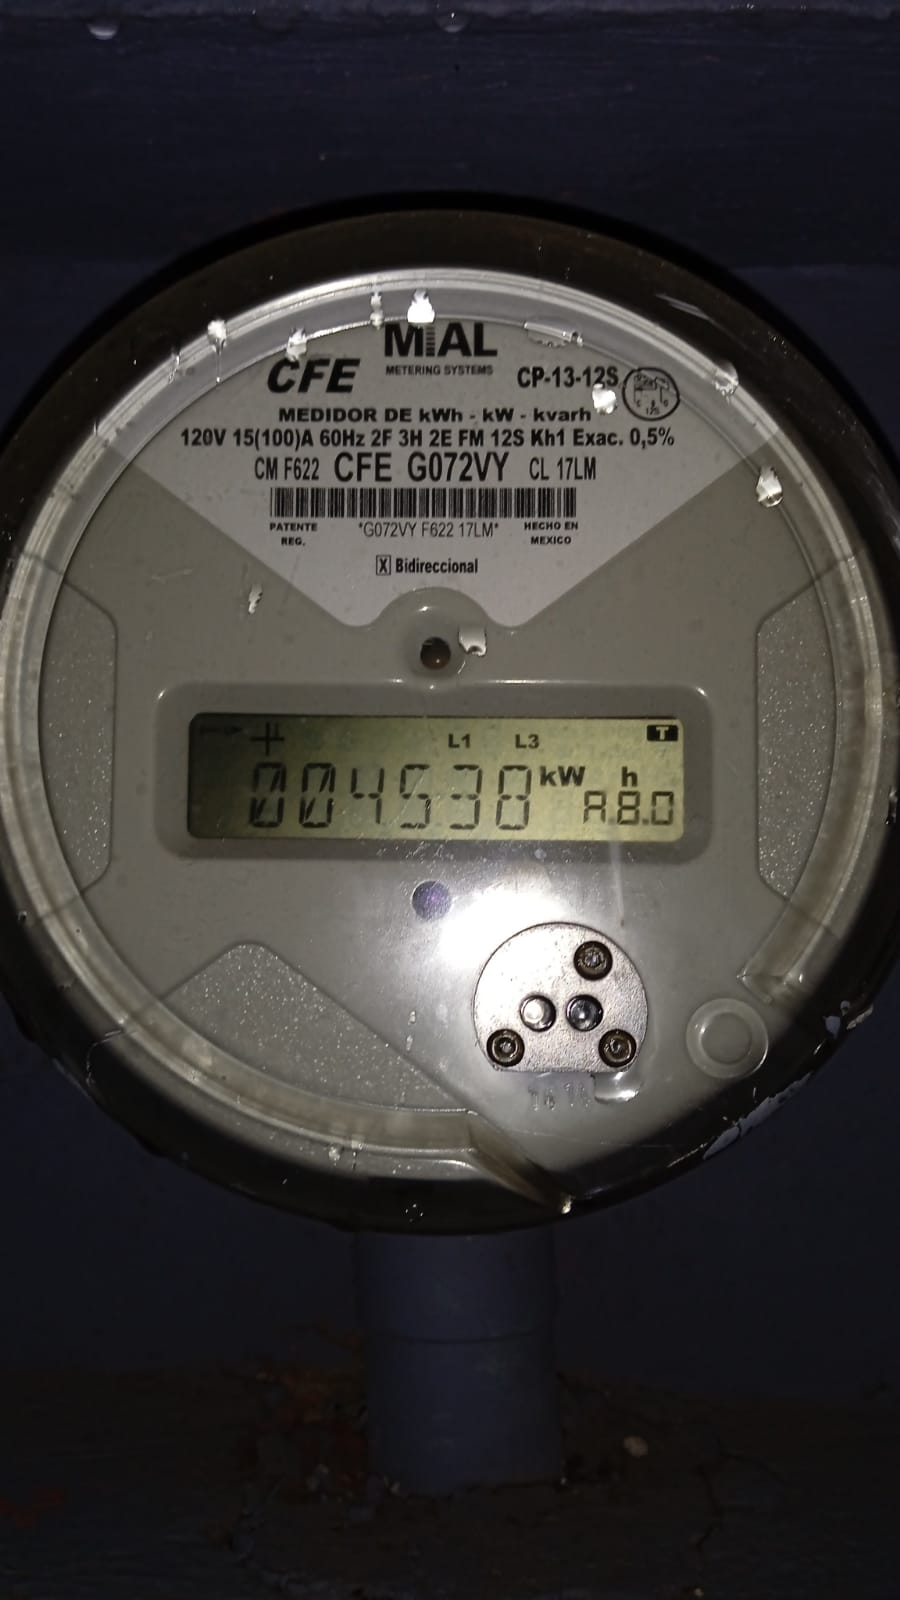 MIAL
METERING SYSTEMS
CFE
CP-13-12S
MEDIDOR DE kWh - kW - kvarh
120V 15(100)A 60Hz 2F 3H 2E FM 12S Kh1 Exac. 0,5%
CM F622 CFE G072VY CL 17LM
PATENTE REG.
*G072VY F622 17LM*
HECHO EN MEXICO
X Bidireccional
L1 L3 T
004538 kW h A.8.0